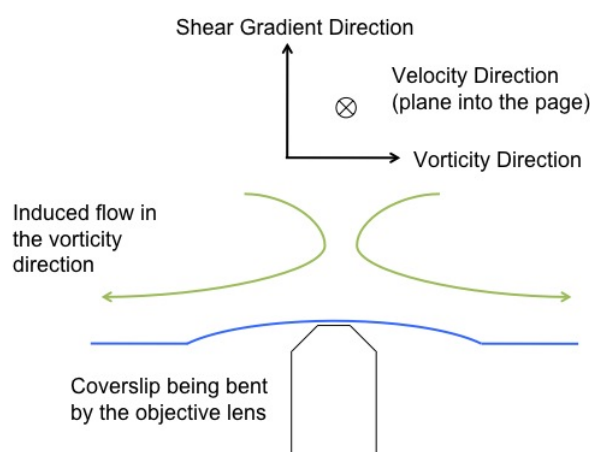 Shear Gradient Direction
Velocity Direction
(plane into the page)
Vorticity Direction
Induced flow in
the vorticity
direction
Coverslip being bent
by the objective lens